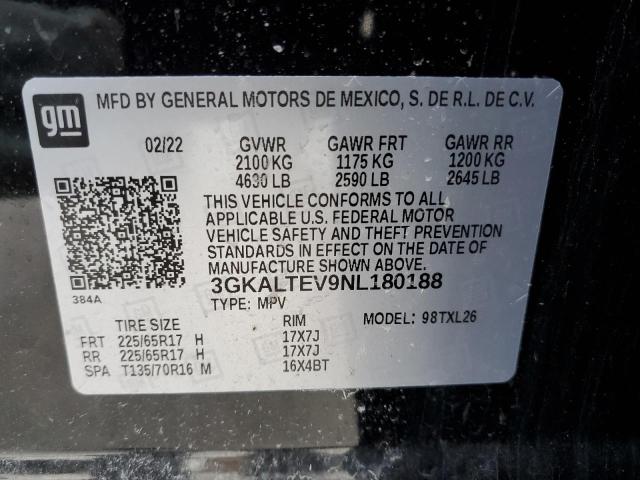 gm
MFD BY GENERAL MOTORS DE MEXICO, S. DE R.L. DE C.V.
02/22 GVWR GAWR FRT GAWR RR
2100 KG 1175 KG 1200 KG
4630 LB 2590 LB 2645 LB
THIS VEHICLE CONFORMS TO ALL
APPLICABLE U.S. FEDERAL MOTOR
VEHICLE SAFETY AND THEFT PREVENTION
STANDARDS IN EFFECT ON THE DATE OF
MANUFACTURE SHOWN ABOVE.
384A 3GKALTEV9NL180188
TYPE: MPV
TIRE SIZE RIM MODEL: 98TXL26
FRT 225/65R17 H 17X7J
RR 225/65R17 H 17X7J
SPA T135/70R16 M 16X4BT